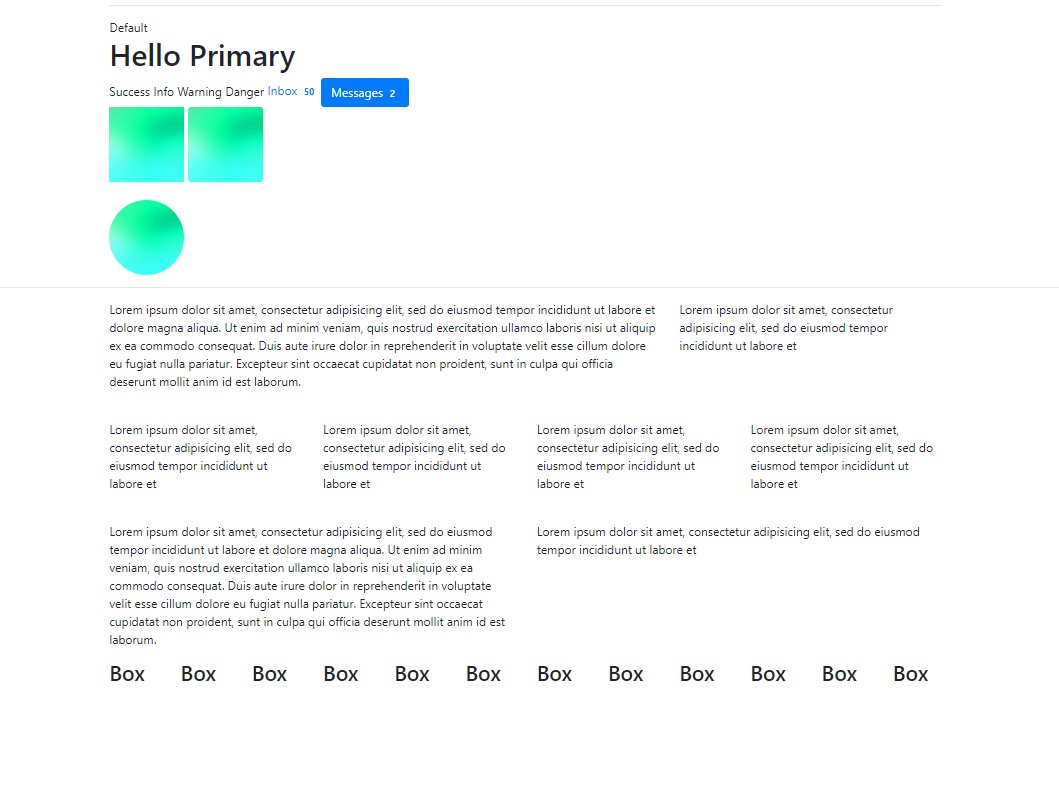 Default
Hello Primary
Success Info Warning Danger Inbox 50 Messages 2
Lorem ipsum dolor sit amet, consectetur adipisicing elit, sed do eiusmod tempor incididunt ut labore et
dolore magna aliqua. Ut enim ad minim veniam, quis nostrud exercitation ullamco laboris nisi ut aliquip
ex ea commodo consequat. Duis aute irure dolor in reprehenderit in voluptate velit esse cillum dolore
eu fugiat nulla pariatur. Excepteur sint occaecat cupidatat non proident, sunt in culpa qui officia
deserunt mollit anim id est laborum.
Lorem ipsum dolor sit amet, consectetur
adipisicing elit, sed do eiusmod tempor
incididunt ut labore et
Lorem ipsum dolor sit amet,
consectetur adipisicing elit, sed do
eiusmod tempor incididunt ut
labore et
Lorem ipsum dolor sit amet,
consectetur adipisicing elit, sed do
eiusmod tempor incididunt ut
labore et
Lorem ipsum dolor sit amet,
consectetur adipisicing elit, sed do
eiusmod tempor incididunt ut
labore et
Lorem ipsum dolor sit amet,
consectetur adipisicing elit, sed do
eiusmod tempor incididunt ut
labore et
Lorem ipsum dolor sit amet, consectetur adipisicing elit, sed do eiusmod
tempor incididunt ut labore et dolore magna aliqua. Ut enim ad minim
veniam, quis nostrud exercitation ullamco laboris nisi ut aliquip ex ea
commodo consequat. Duis aute irure dolor in reprehenderit in voluptate
velit esse cillum dolore eu fugiat nulla pariatur. Excepteur sint occaecat
cupidatat non proident, sunt in culpa qui officia deserunt mollit anim id est
laborum.
Lorem ipsum dolor sit amet, consectetur adipisicing elit, sed do eiusmod
tempor incididunt ut labore et
Box Box Box Box Box Box Box Box Box Box Box Box